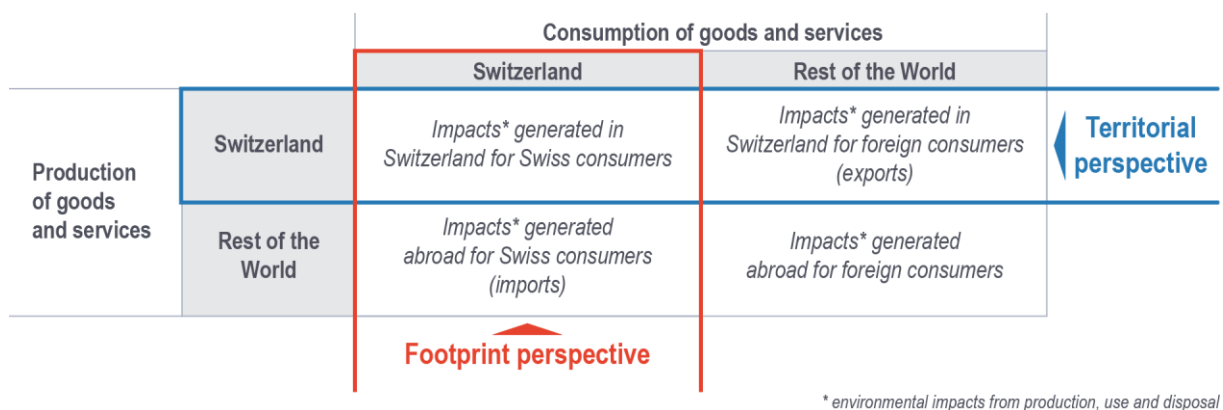 Consumption of goods and services
Switzerland
Rest of the World
Production
of goods
and services
Switzerland
Impacts* generated in
Switzerland for Swiss consumers
Impacts* generated in
Switzerland for foreign consumers
(exports)
Territorial
perspective
Rest of the
World
Impacts* generated
abroad for Swiss consumers
(imports)
Impacts* generated
abroad for foreign consumers
Footprint perspective
* environmental impacts from production, use and disposal